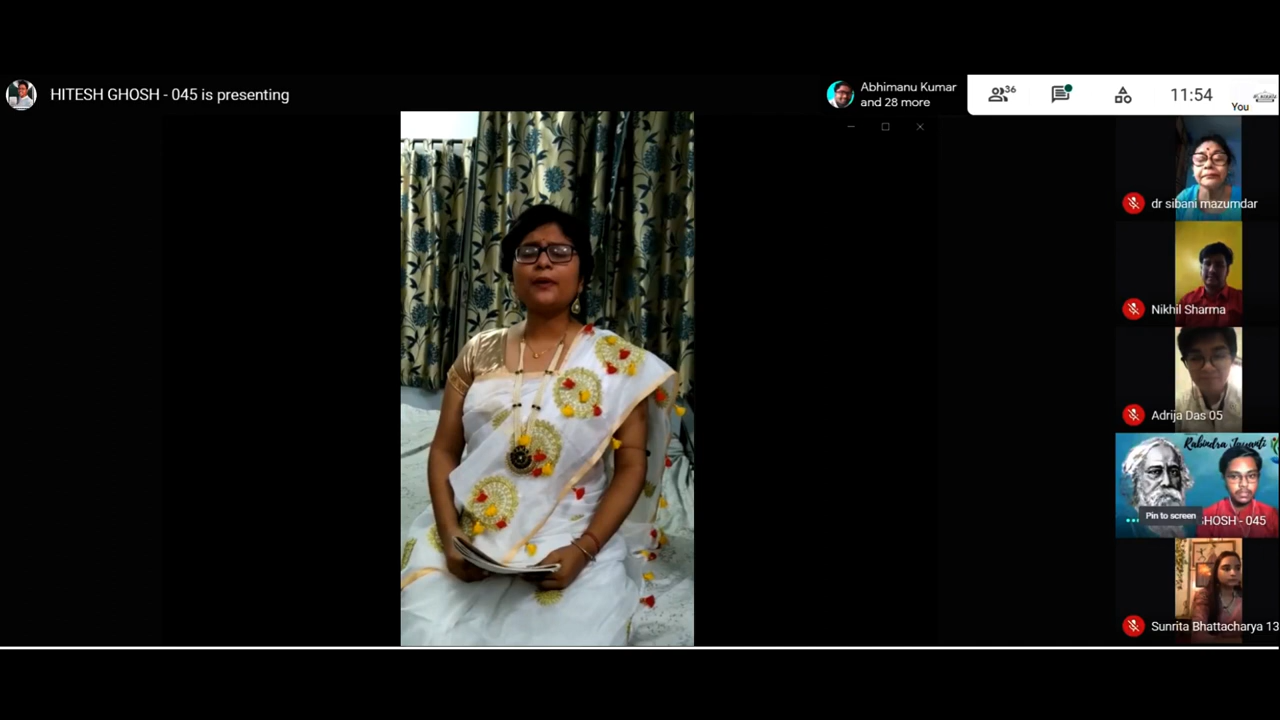 HITESH GHOSH - 045 is presenting
Abhimanu Kumar
and 28 more
36
11:54
You
dr sibani mazumdar
Nikhil Sharma
Adrija Das 05
Rabindra Jayanti
Pin to screen
GHOSH - 045
Sunrita Bhattacharya 13